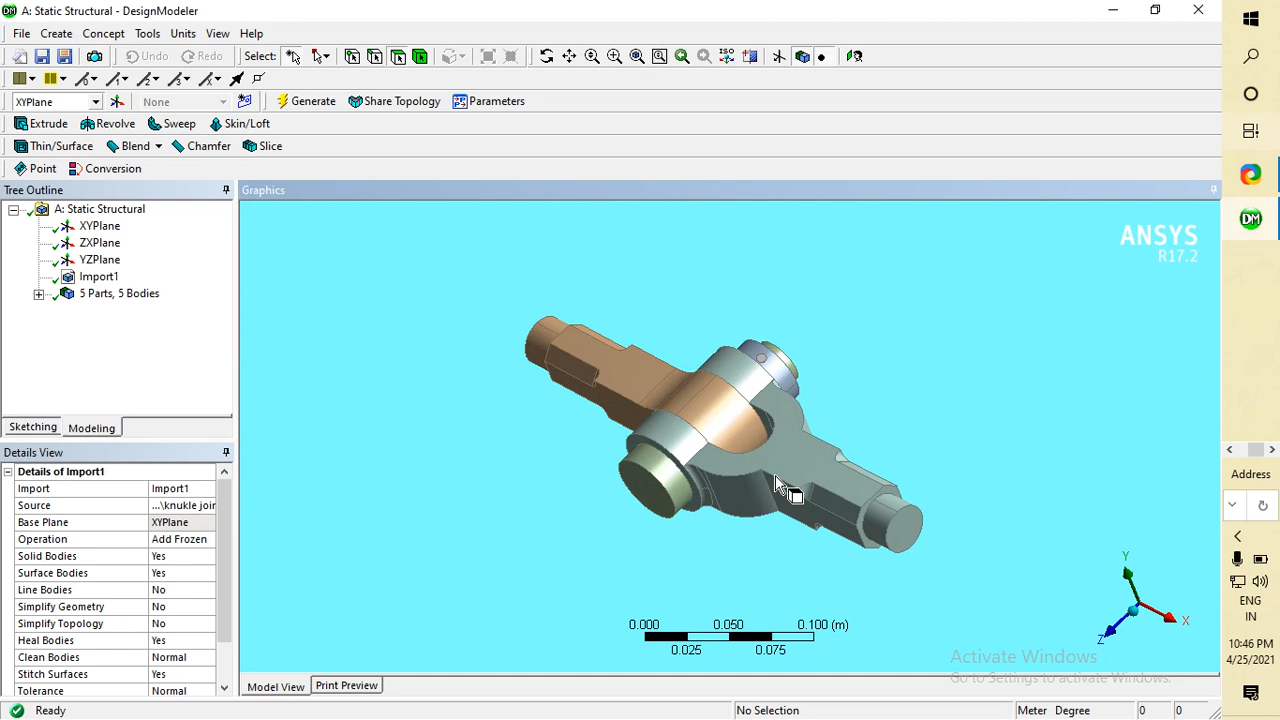 A: Static Structural - DesignModeler
File Create Concept Tools Units View Help
Undo Redo Select:
XYPlane None Generate Share Topology Parameters
Extrude Revolve Sweep Skin/Loft
Thin/Surface Blend Chamfer Slice
Point Conversion
Tree Outline
A: Static Structural
XYPlane
ZXPlane
YZPlane
Import1
5 Parts, 5 Bodies
Sketching Modeling
Details View
Details of Import1
Import Import1
Source ...\knukle join
Base Plane XYPlane
Operation Add Frozen
Solid Bodies Yes
Surface Bodies Yes
Line Bodies No
Simplify Geometry No
Simplify Topology No
Heal Bodies Yes
Clean Bodies Normal
Stitch Surfaces Yes
Tolerance Normal
Graphics
ANSYS
R17.2
0.000 0.050 0.100 (m)
0.025 0.075
Y
X
Z
Activate Windows
Go to Settings to activate Windows.
Model View Print Preview
Ready No Selection Meter Degree 0 0
DM
Address
ENG
IN
10:46 PM
4/25/2021